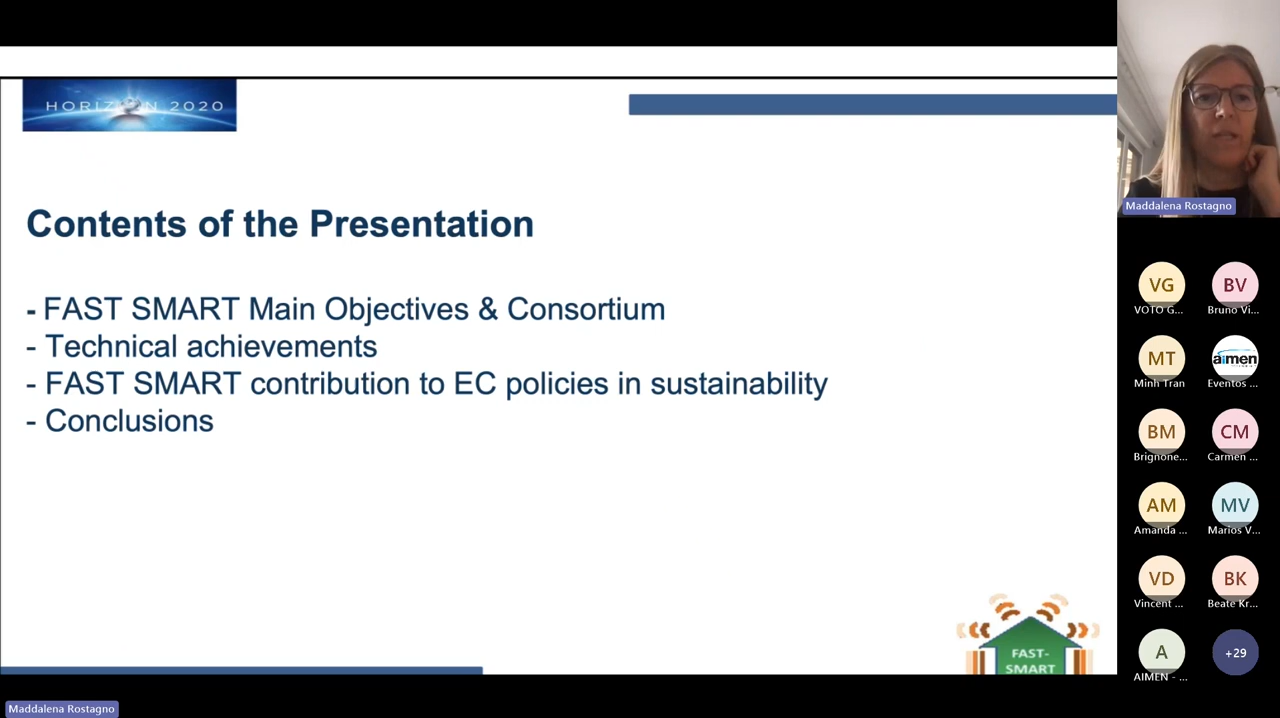 HORIZON 2020
Contents of the Presentation
- FAST SMART Main Objectives & Consortium
- Technical achievements
- FAST SMART contribution to EC policies in sustainability
- Conclusions
FAST-
SMART
Maddalena Rostagno
VG
BV
VOTO G...
Bruno Vi...
MT
aimen
Minh Tran
Eventos ...
BM
CM
Brignone...
Carmen ...
AM
MV
Amanda ...
Marios V...
VD
BK
Vincent ...
Beate Kr...
A
+29
AIMEN - ...
Maddalena Rostagno